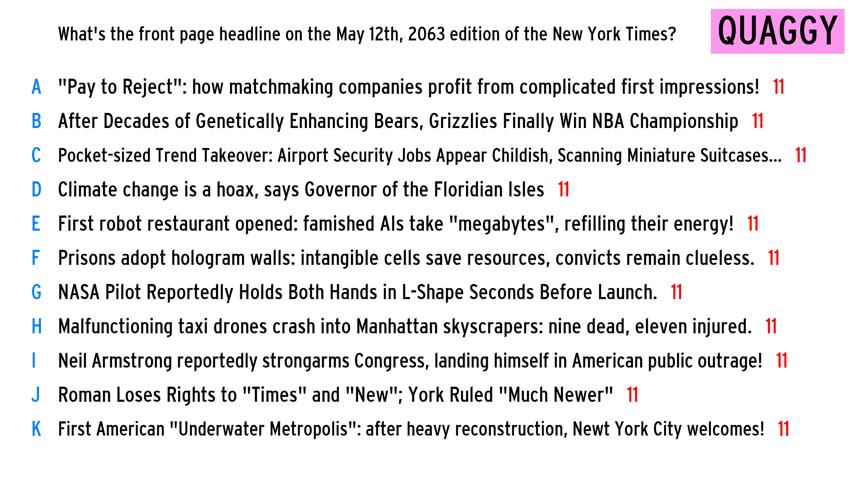 What's the front page headline on the May 12th, 2063 edition of the New York Times? QUAGGY
A "Pay to Reject": how matchmaking companies profit from complicated first impressions! 11
B After Decades of Genetically Enhancing Bears, Grizzlies Finally Win NBA Championship 11
C Pocket-sized Trend Takeover: Airport Security Jobs Appear Childish, Scanning Miniature Suitcases... 11
D Climate change is a hoax, says Governor of the Floridian Isles 11
E First robot restaurant opened: famished AIs take "megabytes", refilling their energy! 11
F Prisons adopt hologram walls: intangible cells save resources, convicts remain clueless. 11
G NASA Pilot Reportedly Holds Both Hands in L-Shape Seconds Before Launch. 11
H Malfunctioning taxi drones crash into Manhattan skyscrapers: nine dead, eleven injured. 11
I Neil Armstrong reportedly strongarms Congress, landing himself in American public outrage! 11
J Roman Loses Rights to "Times" and "New"; York Ruled "Much Newer" 11
K First American "Underwater Metropolis": after heavy reconstruction, Newt York City welcomes! 11